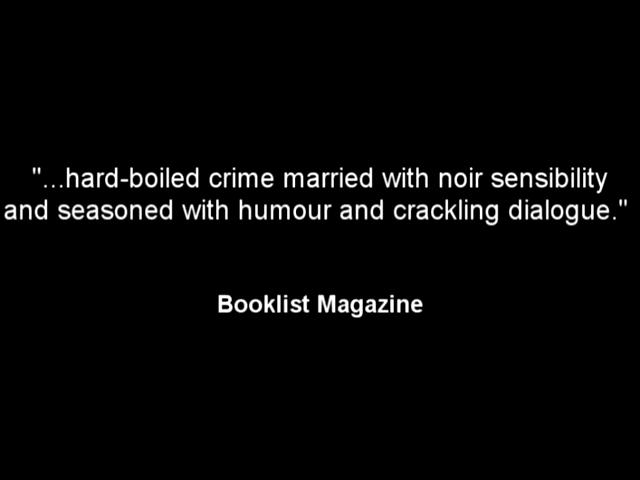 "...hard-boiled crime married with noir sensibility
and seasoned with humour and crackling dialogue."
Booklist Magazine